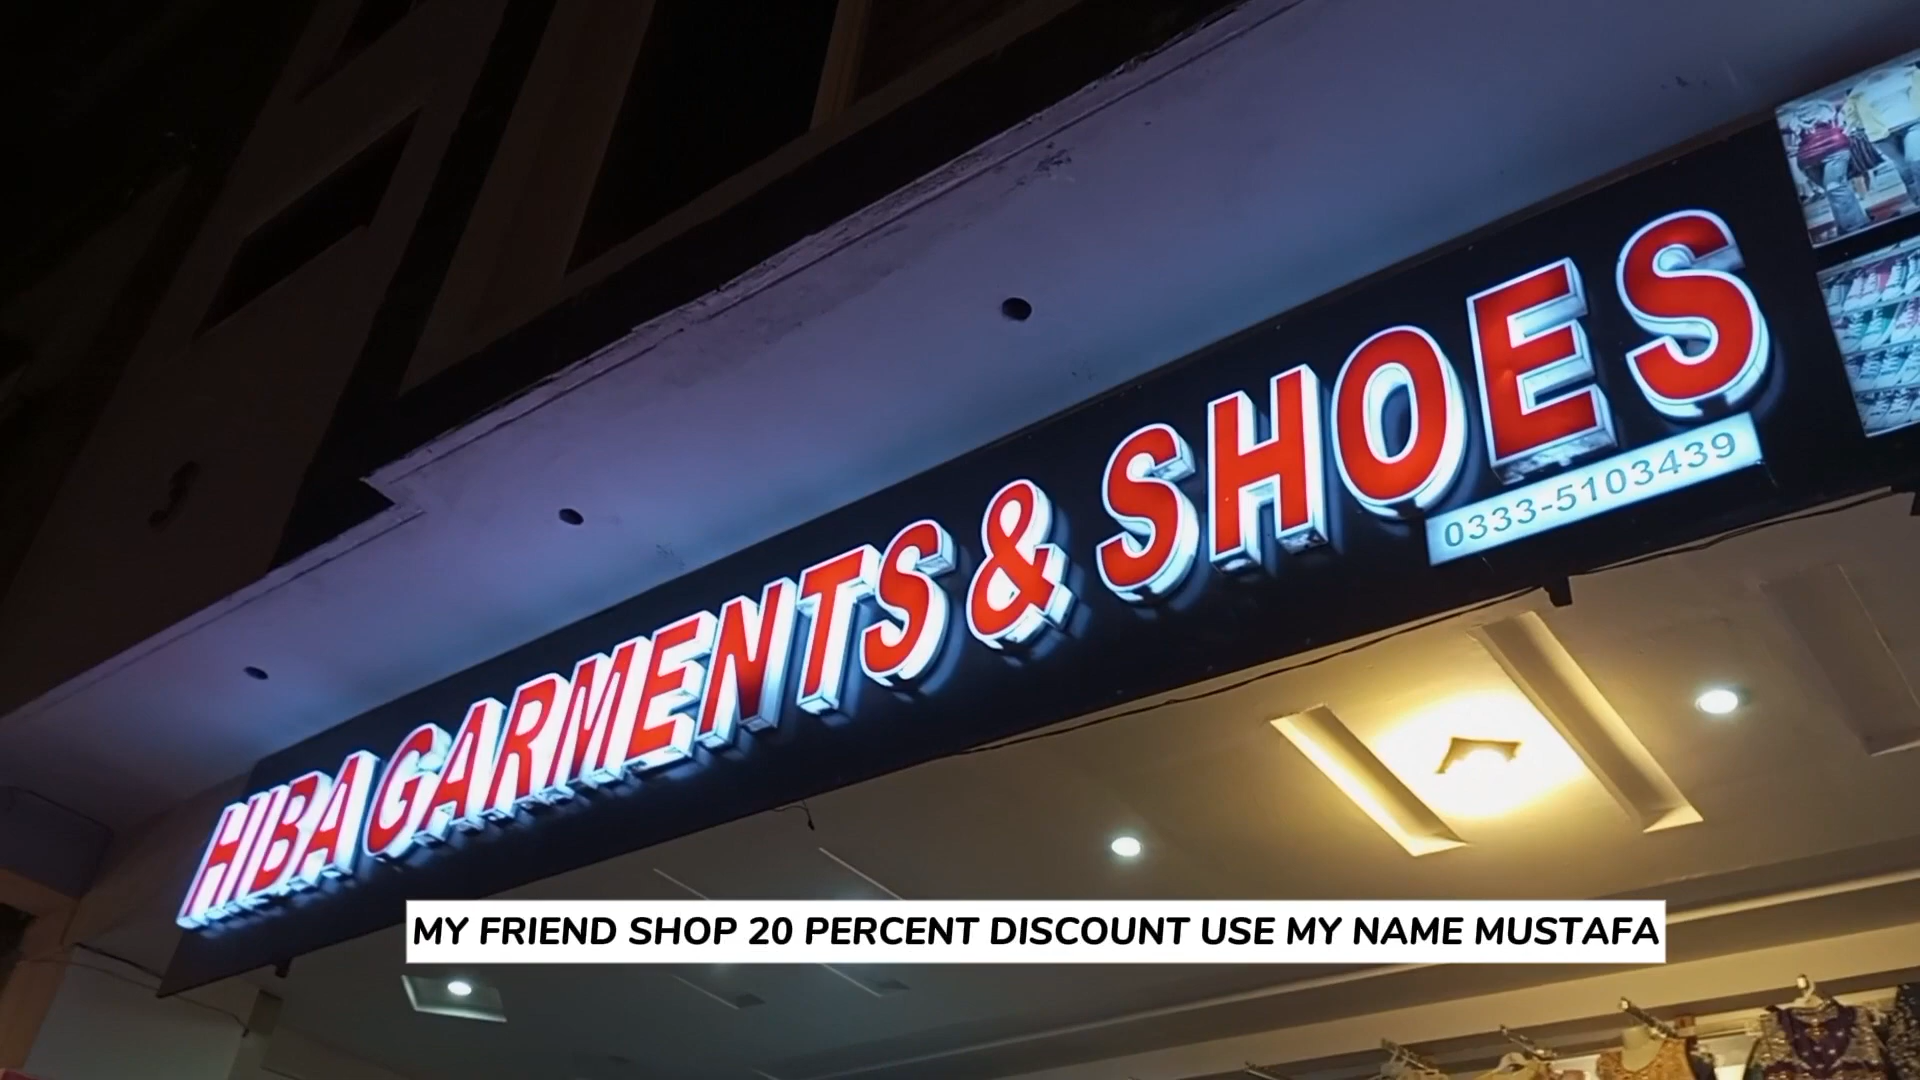 HIBA GARMENTS & SHOES
0333-5103439
MY FRIEND SHOP 20 PERCENT DISCOUNT USE MY NAME MUSTAFA